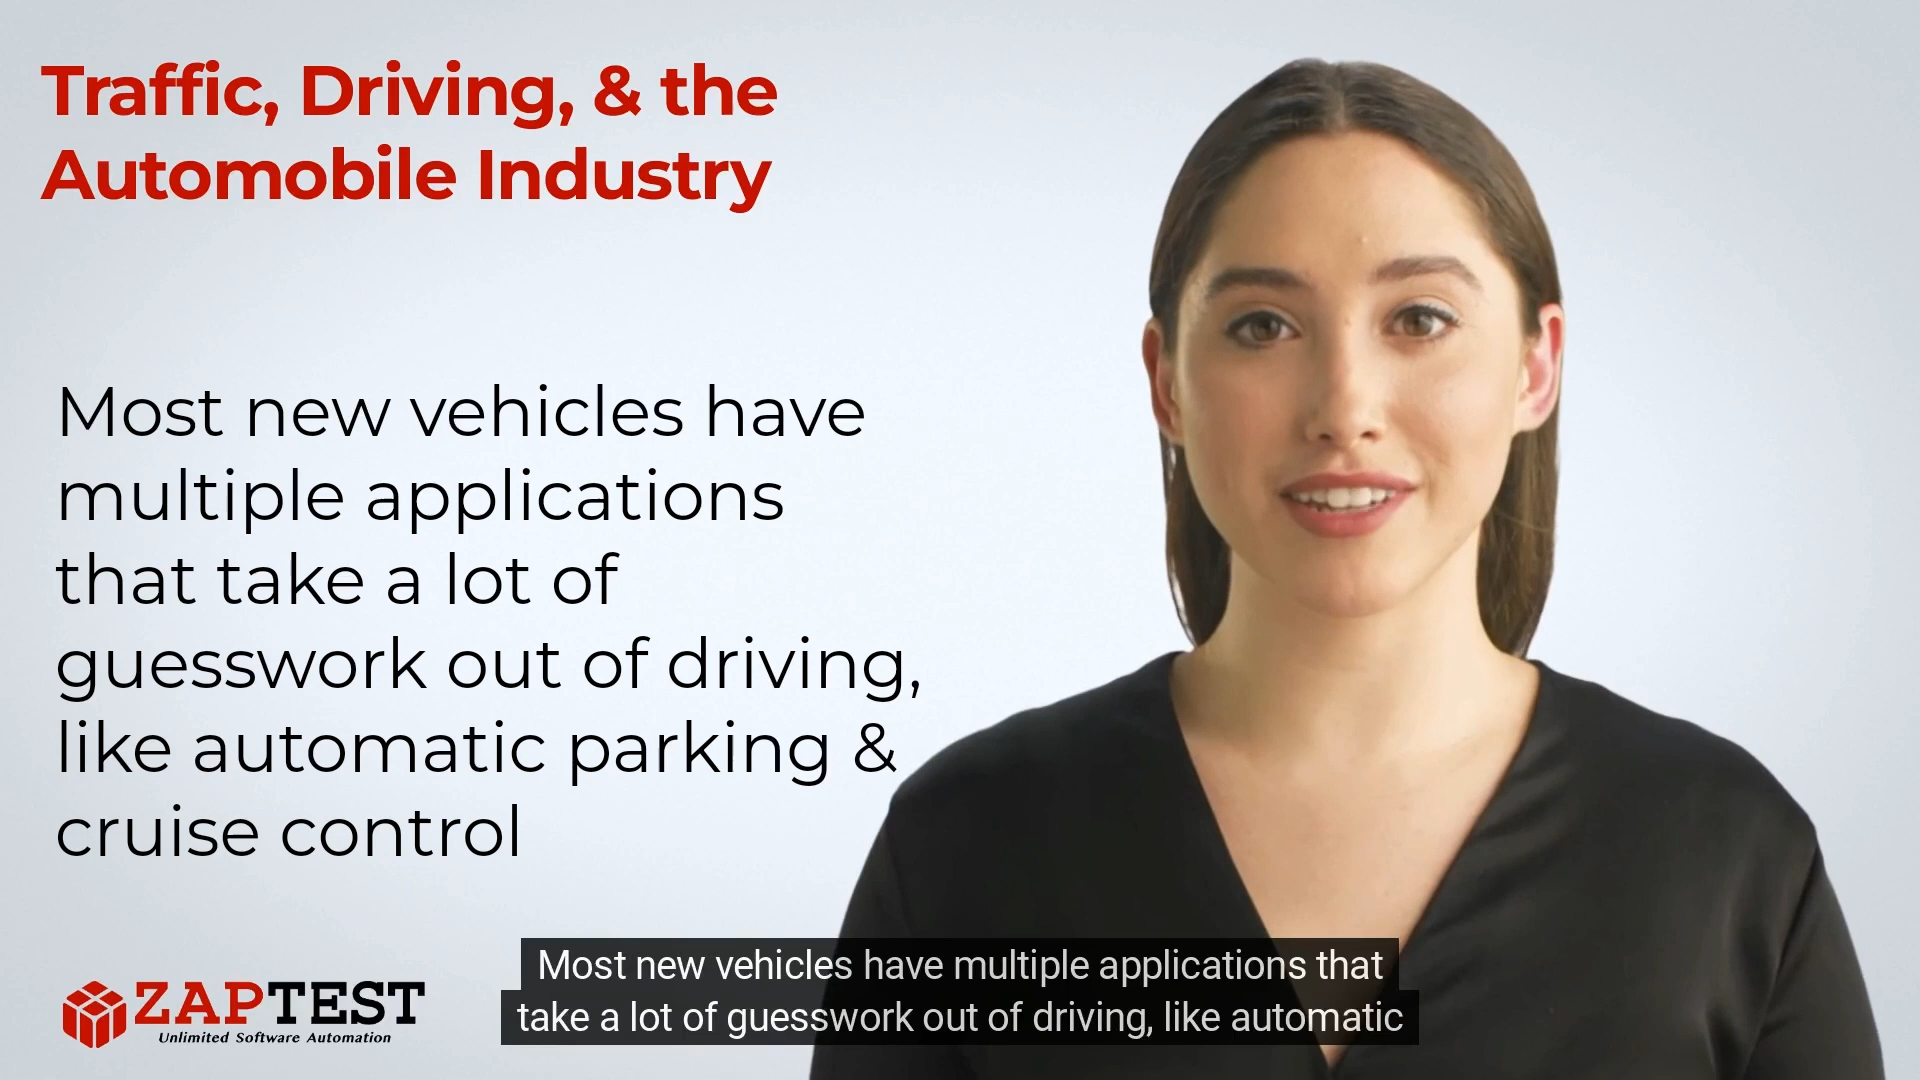 Traffic, Driving, & the
Automobile Industry
Most new vehicles have
multiple applications
that take a lot of
guesswork out of driving,
like automatic parking &
cruise control
ZAPTEST
Unlimited Software Automation
Most new vehicles have multiple applications that
take a lot of guesswork out of driving, like automatic